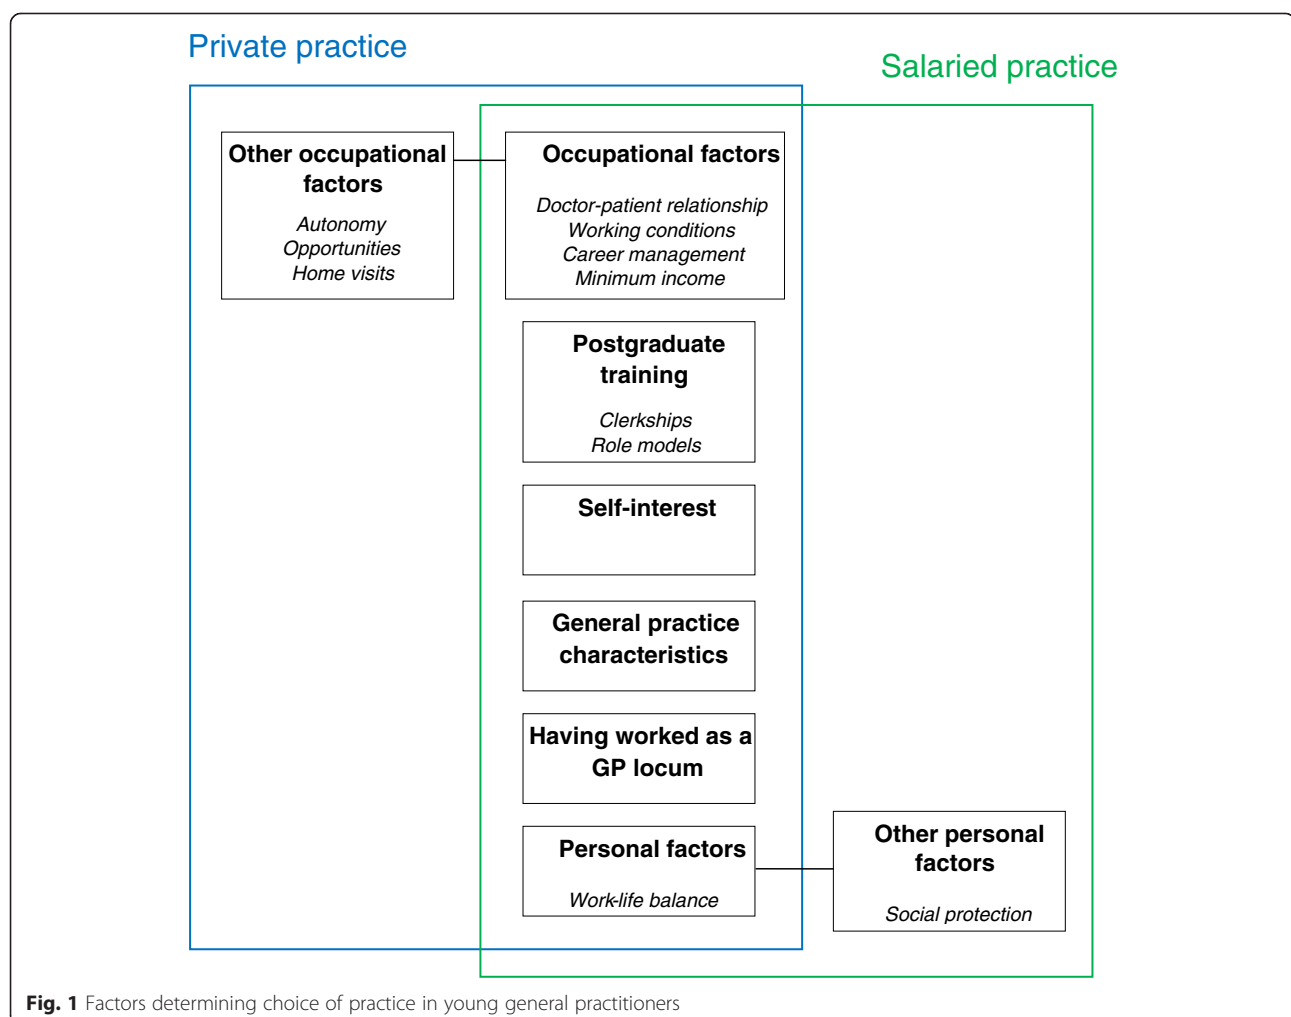 Private practice
Salaried practice
Other occupational
factors
Autonomy
Opportunities
Home visits
Occupational factors
Doctor-patient relationship
Working conditions
Career management
Minimum income
Postgraduate
training
Clerkships
Role models
Self-interest
General practice
characteristics
Having worked as a
GP locum
Personal factors
Work-life balance
Other personal
factors
Social protection
Fig. 1 Factors determining choice of practice in young general practitioners